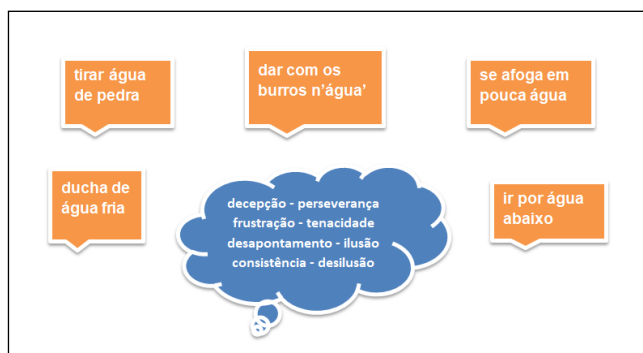 tirar água
de pedra
dar com os
burros n’água’
se afoga em
pouca água
ducha de
água fria
decepção - perseverança
frustração - tenacidade
desapontamento - ilusão
consistência - desilusão
ir por água
abaixo